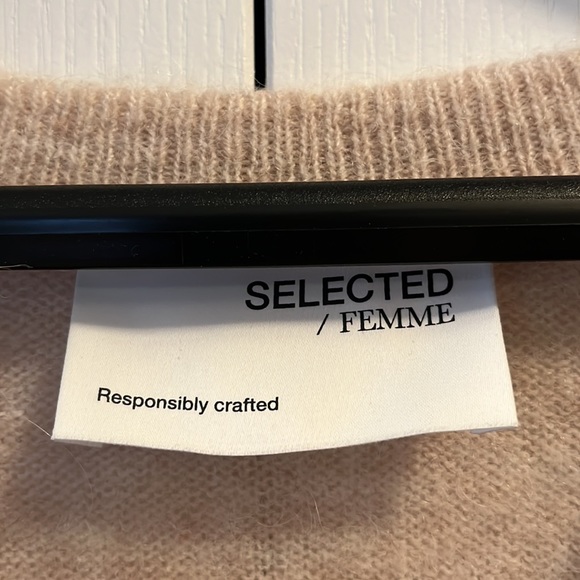 SELECTED
/ FEMME
Responsibly crafted